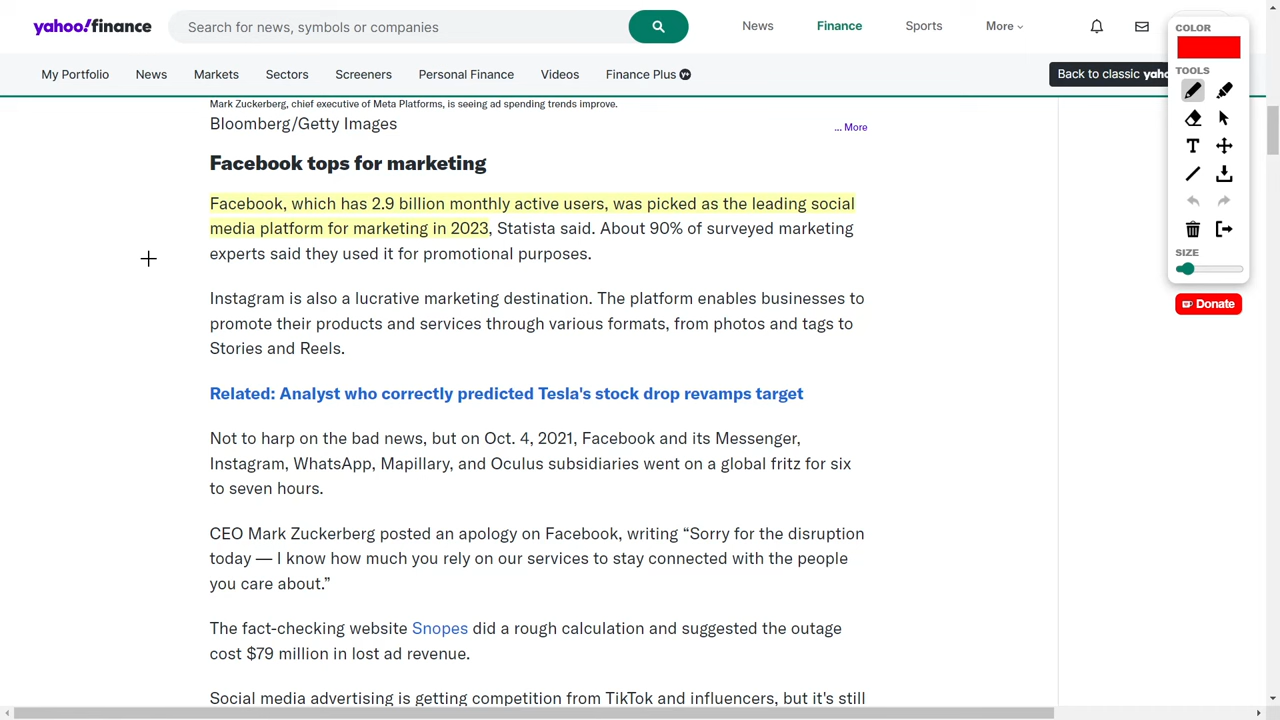 yahoo!finance
Search for news, symbols or companies
News
Finance
Sports
More
My Portfolio
News
Markets
Sectors
Screeners
Personal Finance
Videos
Finance Plus Y+
Back to classic yaho
COLOR
TOOLS
T
SIZE
Donate
Mark Zuckerberg, chief executive of Meta Platforms, is seeing ad spending trends improve.
Bloomberg/Getty Images
... More
Facebook tops for marketing
Facebook, which has 2.9 billion monthly active users, was picked as the leading social
media platform for marketing in 2023, Statista said. About 90% of surveyed marketing
experts said they used it for promotional purposes.
Instagram is also a lucrative marketing destination. The platform enables businesses to
promote their products and services through various formats, from photos and tags to
Stories and Reels.
Related: Analyst who correctly predicted Tesla's stock drop revamps target
Not to harp on the bad news, but on Oct. 4, 2021, Facebook and its Messenger,
Instagram, WhatsApp, Mapillary, and Oculus subsidiaries went on a global fritz for six
to seven hours.
CEO Mark Zuckerberg posted an apology on Facebook, writing “Sorry for the disruption
today — I know how much you rely on our services to stay connected with the people
you care about.”
The fact-checking website Snopes did a rough calculation and suggested the outage
cost $79 million in lost ad revenue.
Social media advertising is getting competition from TikTok and influencers, but it's still